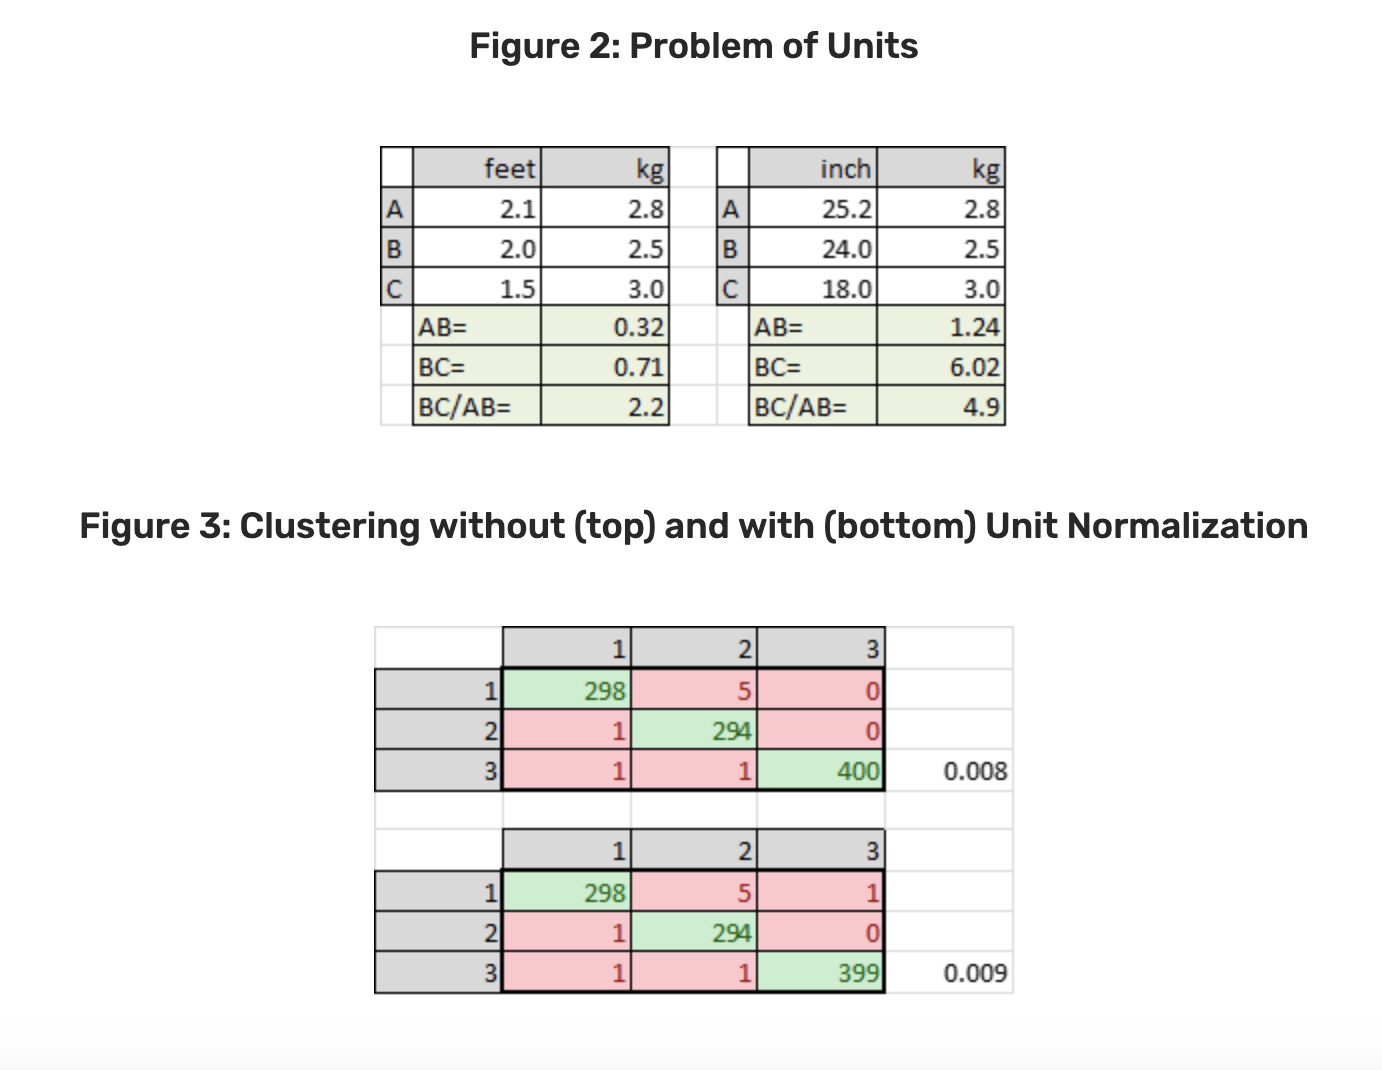 Figure 2: Problem of Units
feet kg inch kg
A 2.1 2.8 A 25.2 2.8
B 2.0 2.5 B 24.0 2.5
C 1.5 3.0 C 18.0 3.0
AB= 0.32 AB= 1.24
BC= 0.71 BC= 6.02
BC/AB= 2.2 BC/AB= 4.9
Figure 3: Clustering without (top) and with (bottom) Unit Normalization
1 2 3
1 298 5 0
2 1 294 0
3 1 1 400 0.008
1 2 3
1 298 5 1
2 1 294 0
3 1 1 399 0.009